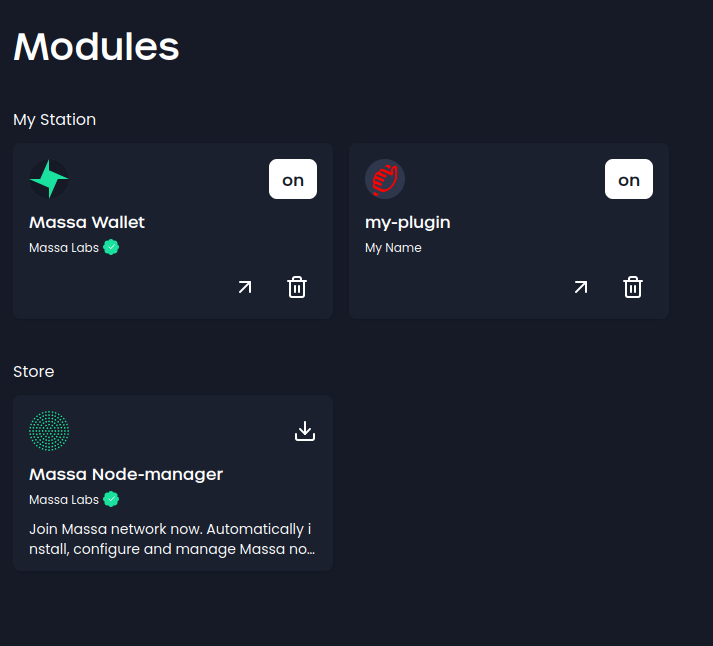 Modules
My Station
on
Massa Wallet
Massa Labs
on
my-plugin
My Name
Store
Massa Node-manager
Massa Labs
Join Massa network now. Automatically i
nstall, configure and manage Massa no...